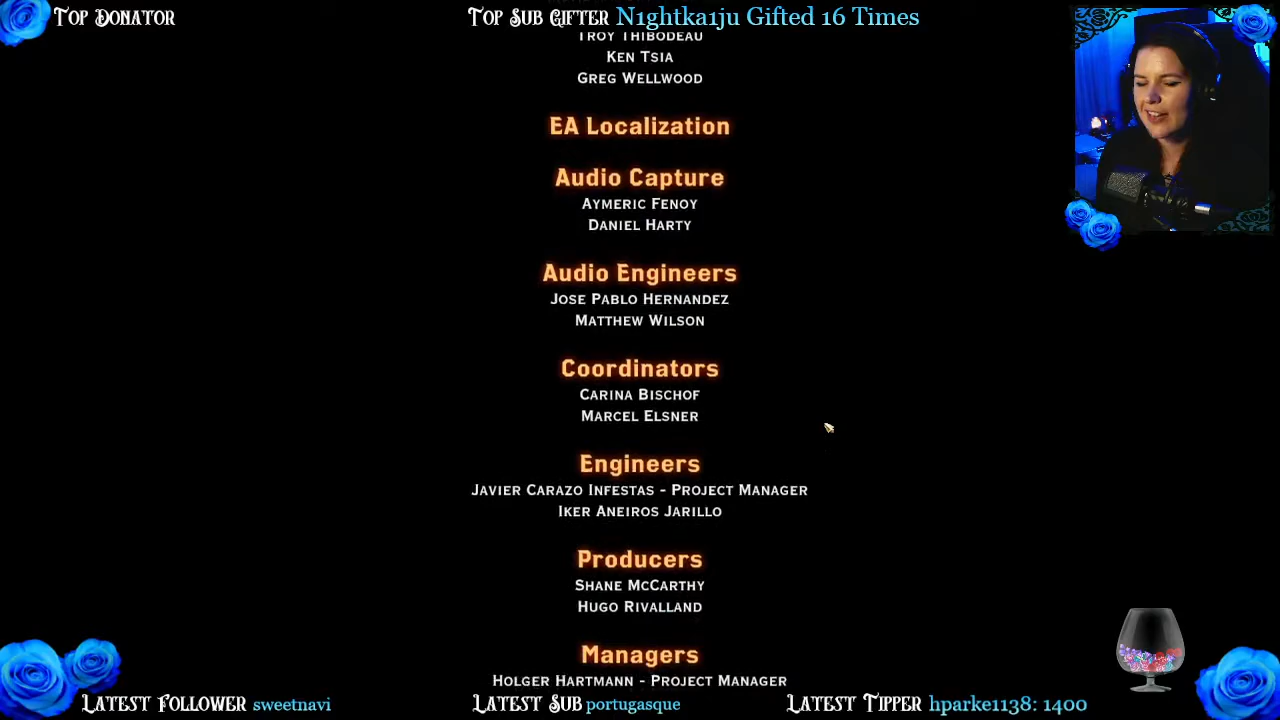 Top Donator
Top Sub Gifter N1ghtka1ju Gifted 16 Times
Troy Thibodeau
Ken Tsia
Greg Wellwood
EA Localization
Audio Capture
Aymeric Fenoy
Daniel Harty
Audio Engineers
Jose Pablo Hernandez
Matthew Wilson
Coordinators
Carina Bischof
Marcel Elsner
Engineers
Javier Carazo Infestas - Project Manager
Iker Aneiros Jarillo
Producers
Shane McCarthy
Hugo Rivalland
Managers
Holger Hartmann - Project Manager
Latest Follower sweetnavi
Latest Sub portugasque
Latest Tipper hparke1138: 1400